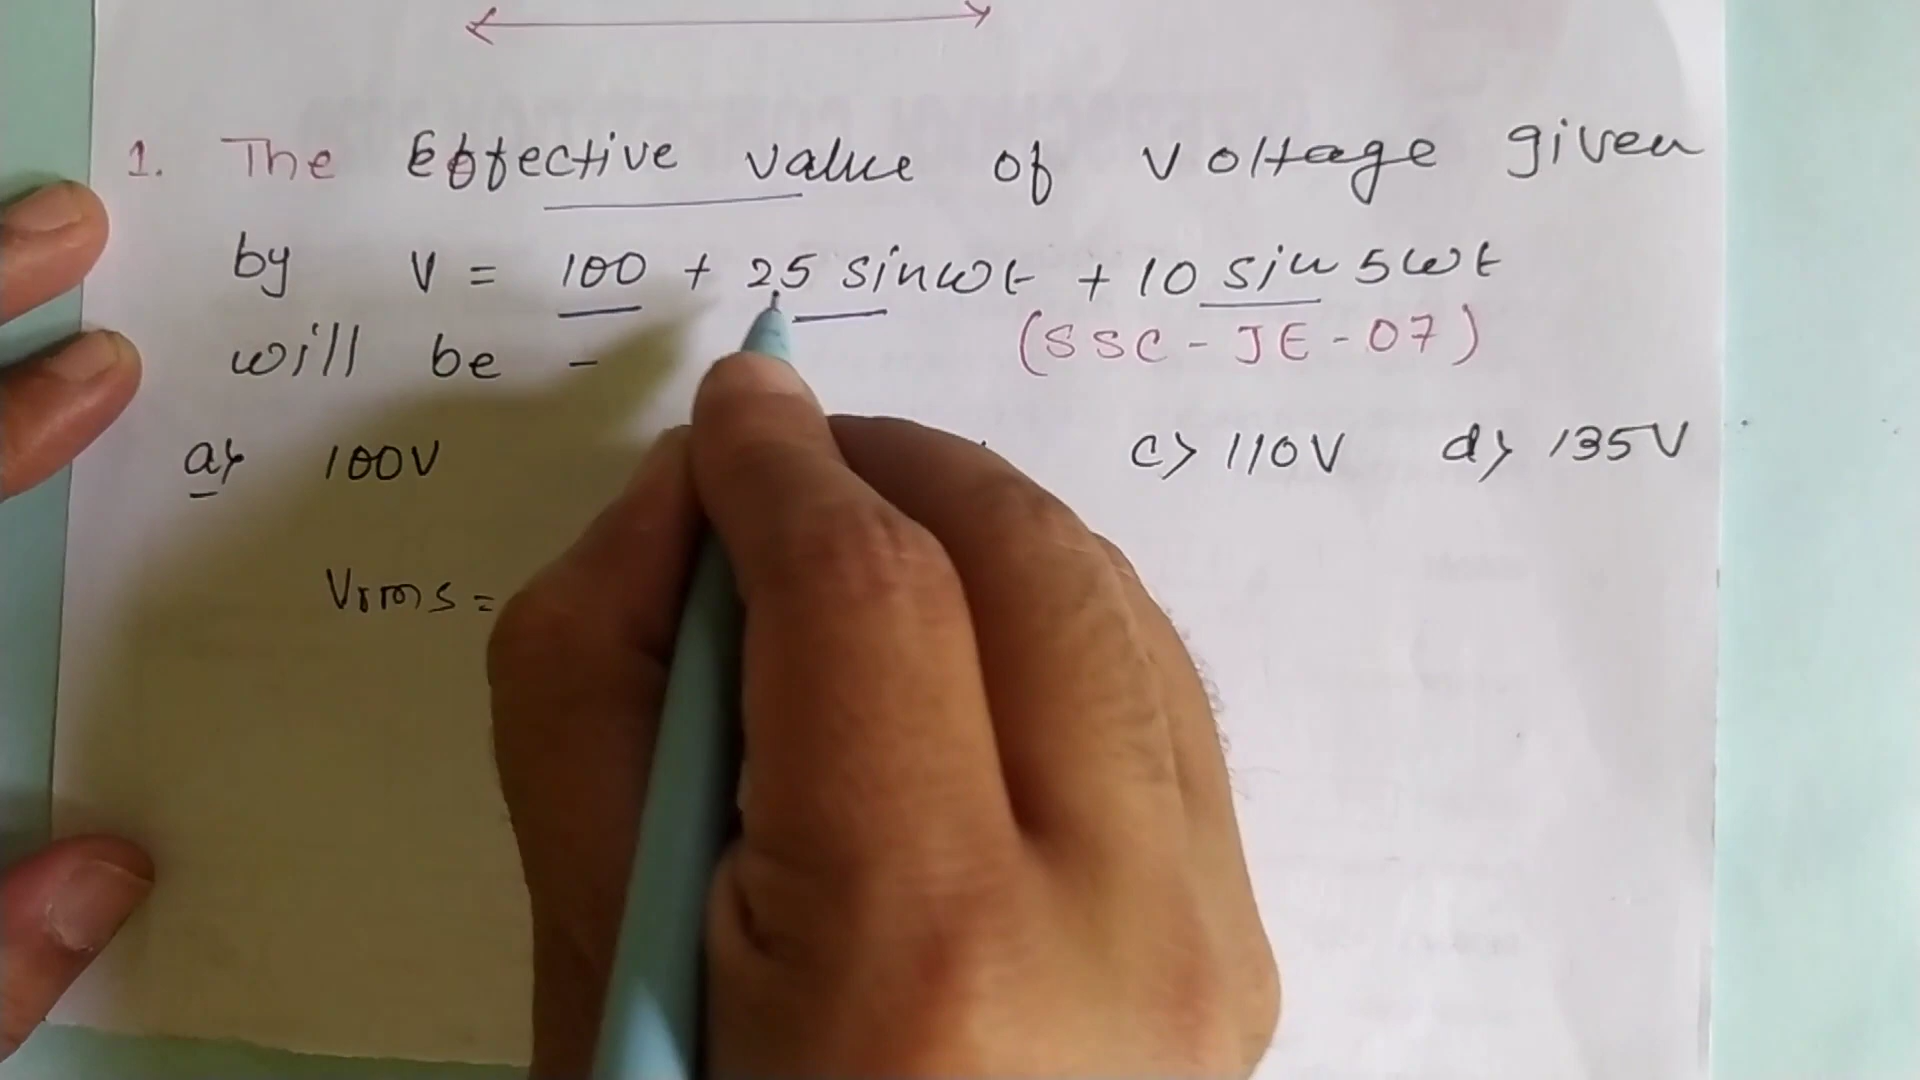 1. The Effective value of voltage given
by V = 100 + 25 sinωt + 10 sin 5ωt
will be - (SSC - JE - 07)
a) 100V c) 110V d) 135V
Vrms =